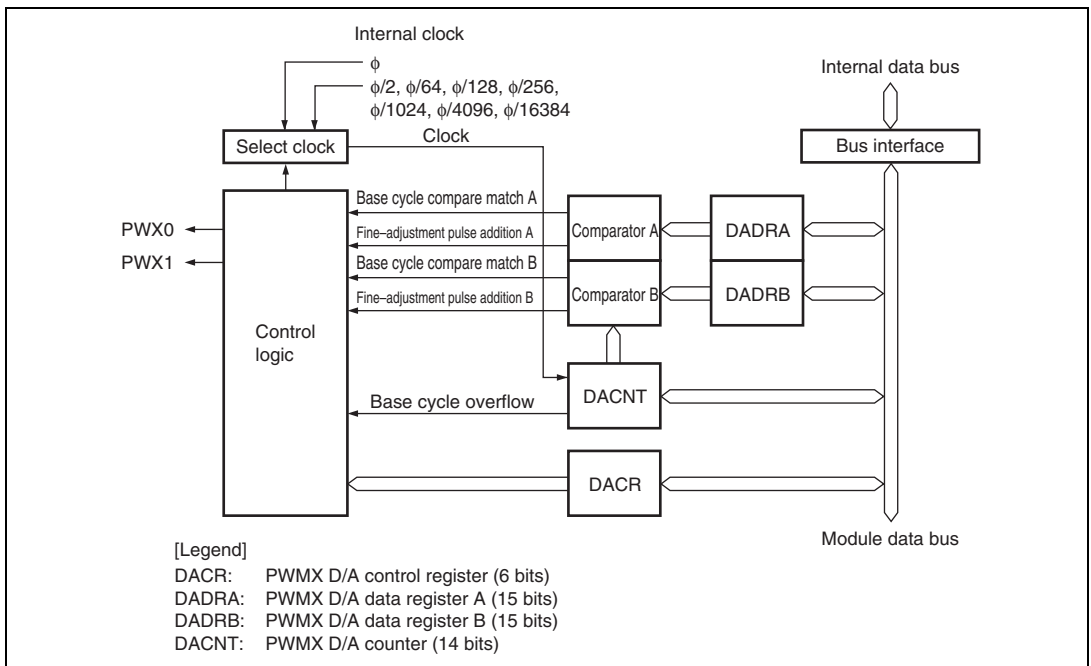 Internal clock
ϕ
ϕ/2, ϕ/64, ϕ/128, ϕ/256,
ϕ/1024, ϕ/4096, ϕ/16384
Internal data bus
Select clock
Clock
Bus interface
Base cycle compare match A
Fine–adjustment pulse addition A
Base cycle compare match B
Fine–adjustment pulse addition B
Comparator A
DADRA
Comparator B
DADRB
PWX0
PWX1
Control
logic
DACNT
Base cycle overflow
DACR
Module data bus
[Legend]
DACR: PWMX D/A control register (6 bits)
DADRA: PWMX D/A data register A (15 bits)
DADRB: PWMX D/A data register B (15 bits)
DACNT: PWMX D/A counter (14 bits)